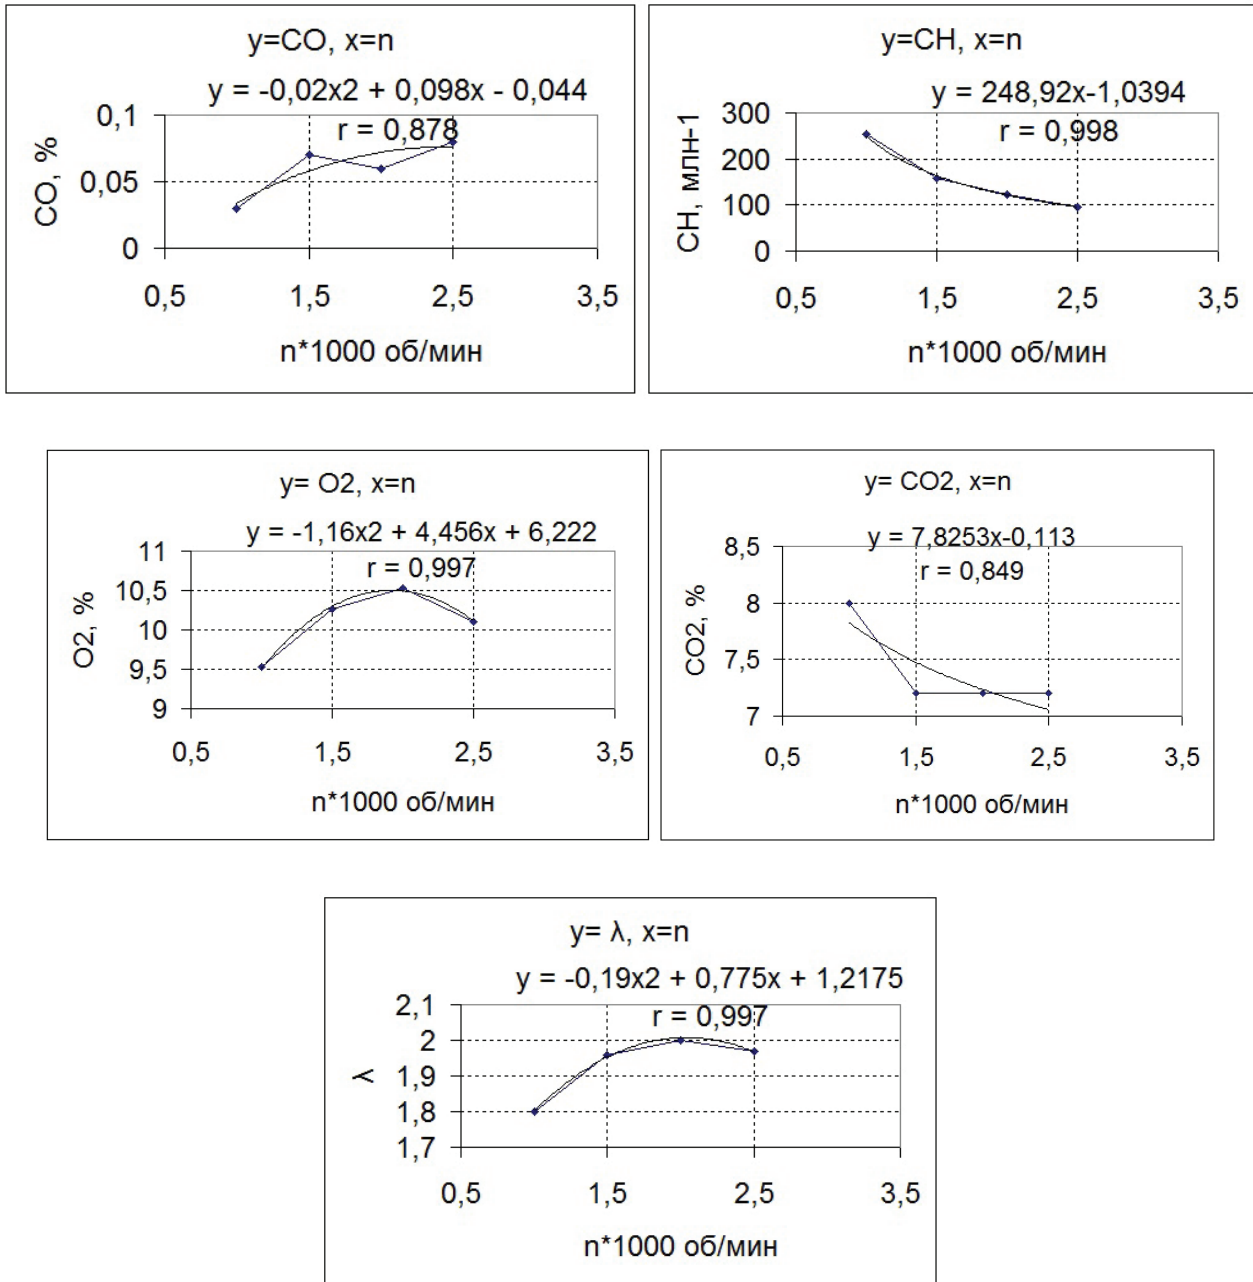 y=CO, x=n
y = -0,02x2 + 0,098x - 0,044
r = 0,878
0,1
0,05
0
CO, %
0,5 1,5 2,5 3,5
n*1000 об/мин
y=CH, x=n
y = 248,92x-1,0394
r = 0,998
300
200
100
0
CH, млн-1
0,5 1,5 2,5 3,5
n*1000 об/мин
y= O2, x=n
y = -1,16x2 + 4,456x + 6,222
r = 0,997
11
10,5
10
9,5
9
O2, %
0,5 1,5 2,5 3,5
n*1000 об/мин
y= CO2, x=n
y = 7,8253x-0,113
r = 0,849
8,5
8
7,5
7
CO2, %
0,5 1,5 2,5 3,5
n*1000 об/мин
y= λ, x=n
y = -0,19x2 + 0,775x + 1,2175
r = 0,997
2,1
2
1,9
1,8
1,7
λ
0,5 1,5 2,5 3,5
n*1000 об/мин